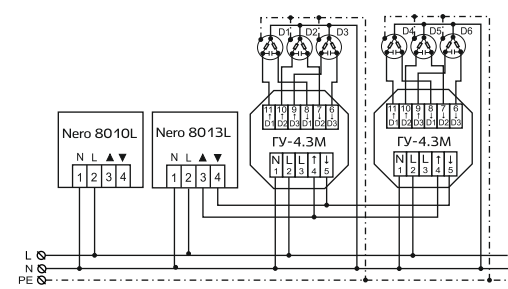 D1 D2 D3
D4 D5 D6
11 10 9 8 7 6
↑ ↑ ↑ ↓ ↓ ↓
D1 D2 D3 D1 D2 D3
11 10 9 8 7 6
↑ ↑ ↑ ↓ ↓ ↓
D1 D2 D3 D1 D2 D3
Nero 8010L
Nero 8013L
ГУ-4.3М
ГУ-4.3М
N L ▲ ▼
1 2 3 4
N L ▲ ▼
1 2 3 4
N L L ↑ ↓
1 2 3 4 5
N L L ↑ ↓
1 2 3 4 5
L
N
PE